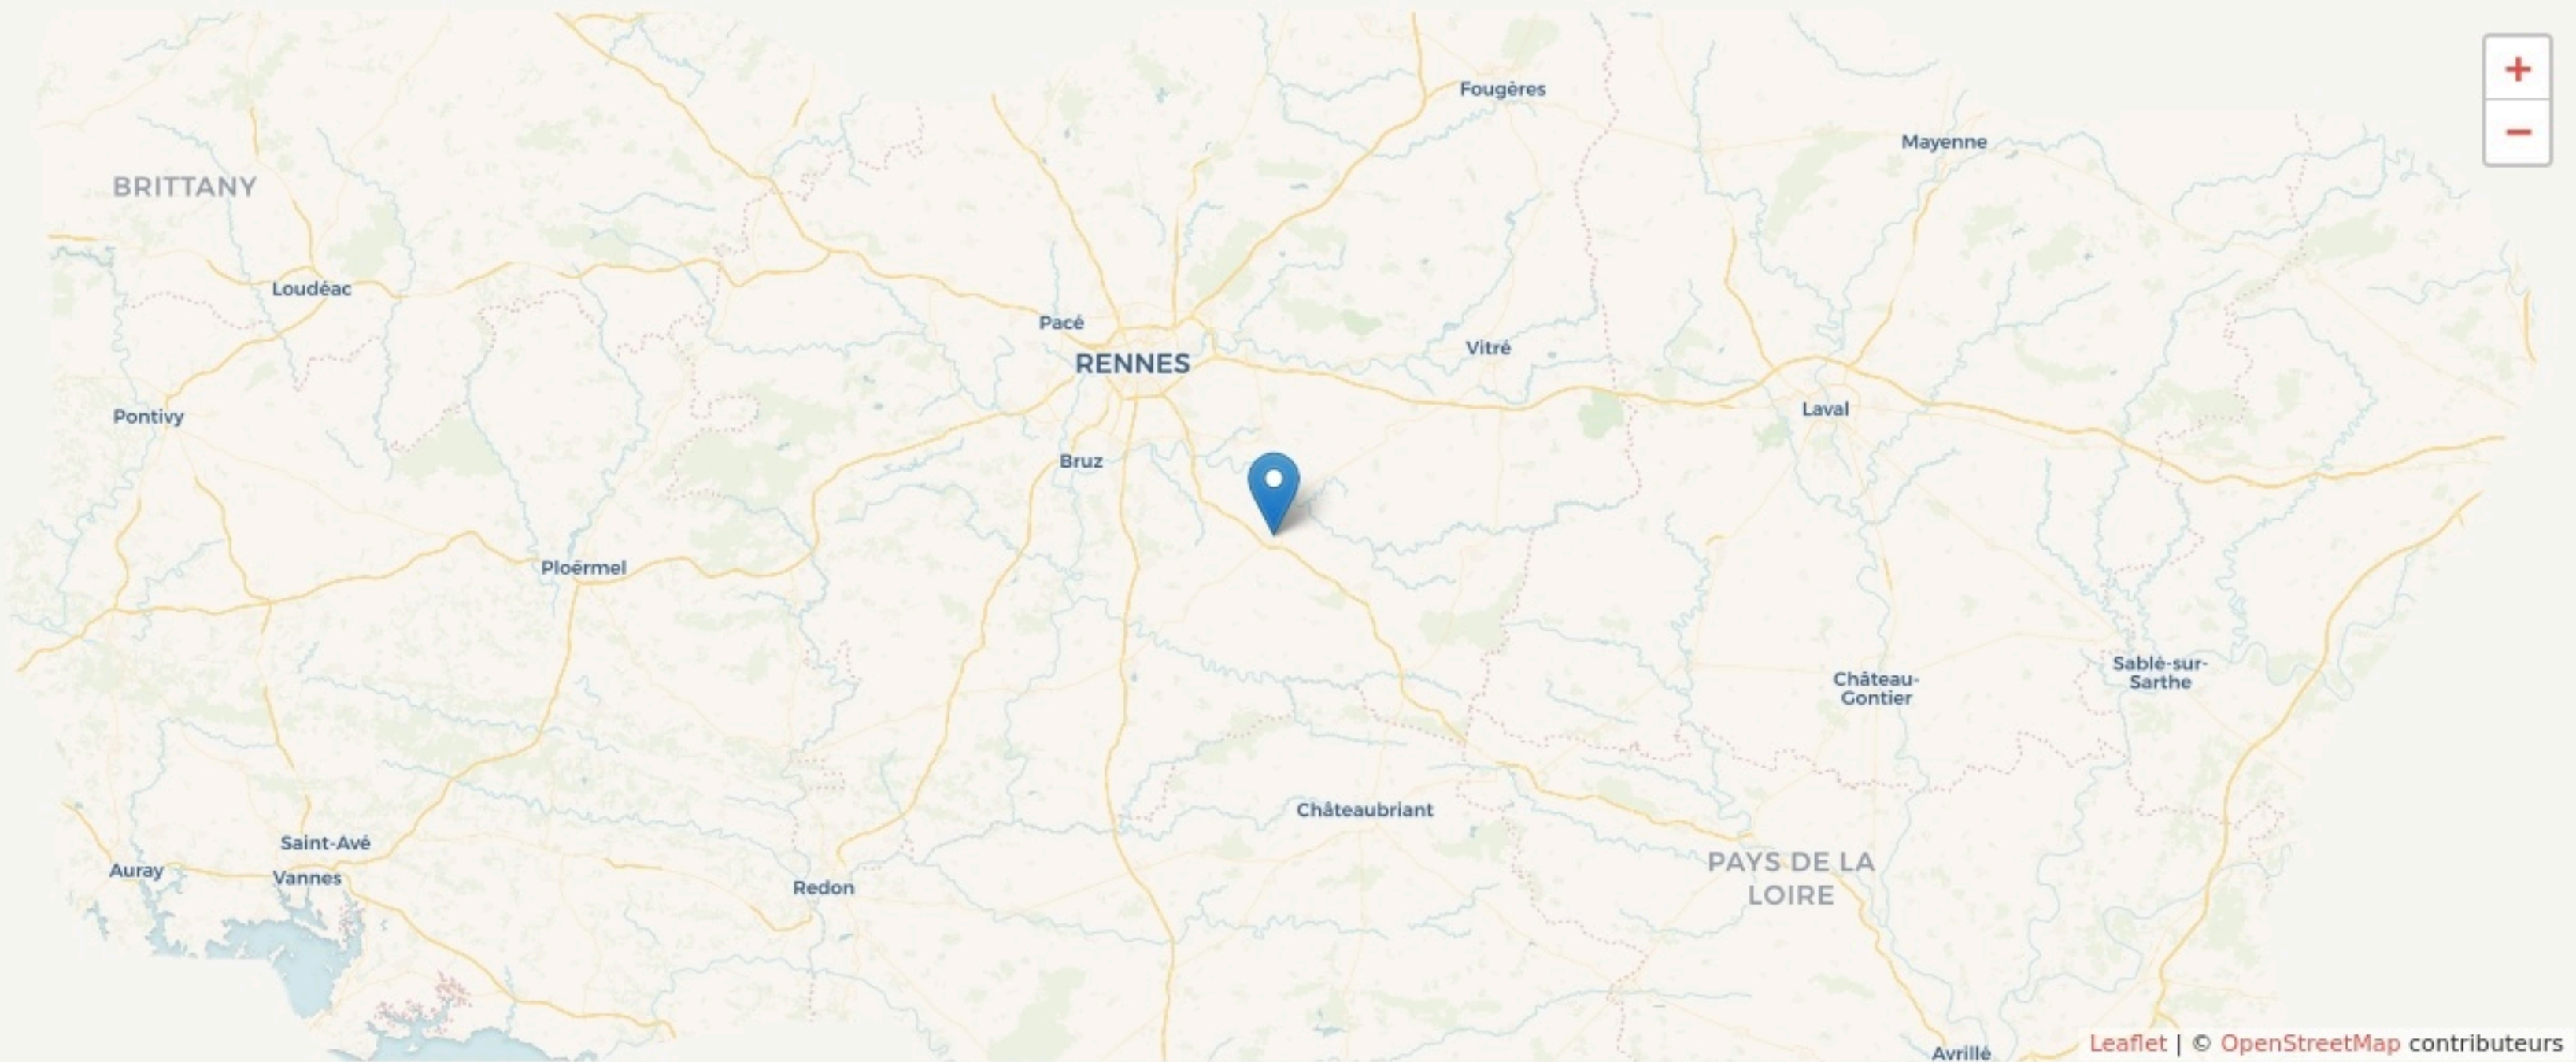 Fougères
Mayenne
BRITTANY
Loudéac
Pacé
Vitré
RENNES
Laval
Pontivy
Bruz
Ploërmel
Château-
Gontier
Sablé-sur-
Sarthe
Châteaubriant
Saint-Avé
Auray
Vannes
Redon
PAYS DE LA
LOIRE
Avrillé
+
−
Leaflet | © OpenStreetMap contributeurs